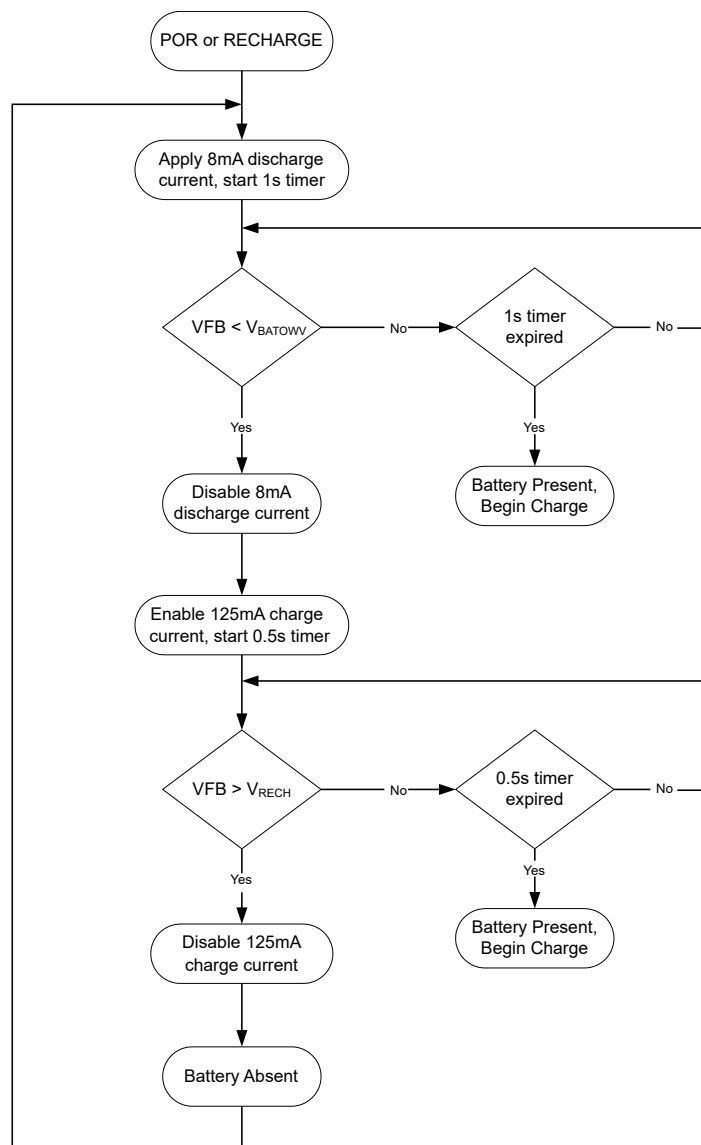 POR or RECHARGE
Apply 8mA discharge
current, start 1s timer
VFB < VBATOWV
No
1s timer
expired
No
Yes
Yes
Disable 8mA
discharge current
Battery Present,
Begin Charge
Enable 125mA charge
current, start 0.5s timer
VFB > VRECH
No
0.5s timer
expired
No
Yes
Yes
Disable 125mA
charge current
Battery Present,
Begin Charge
Battery Absent